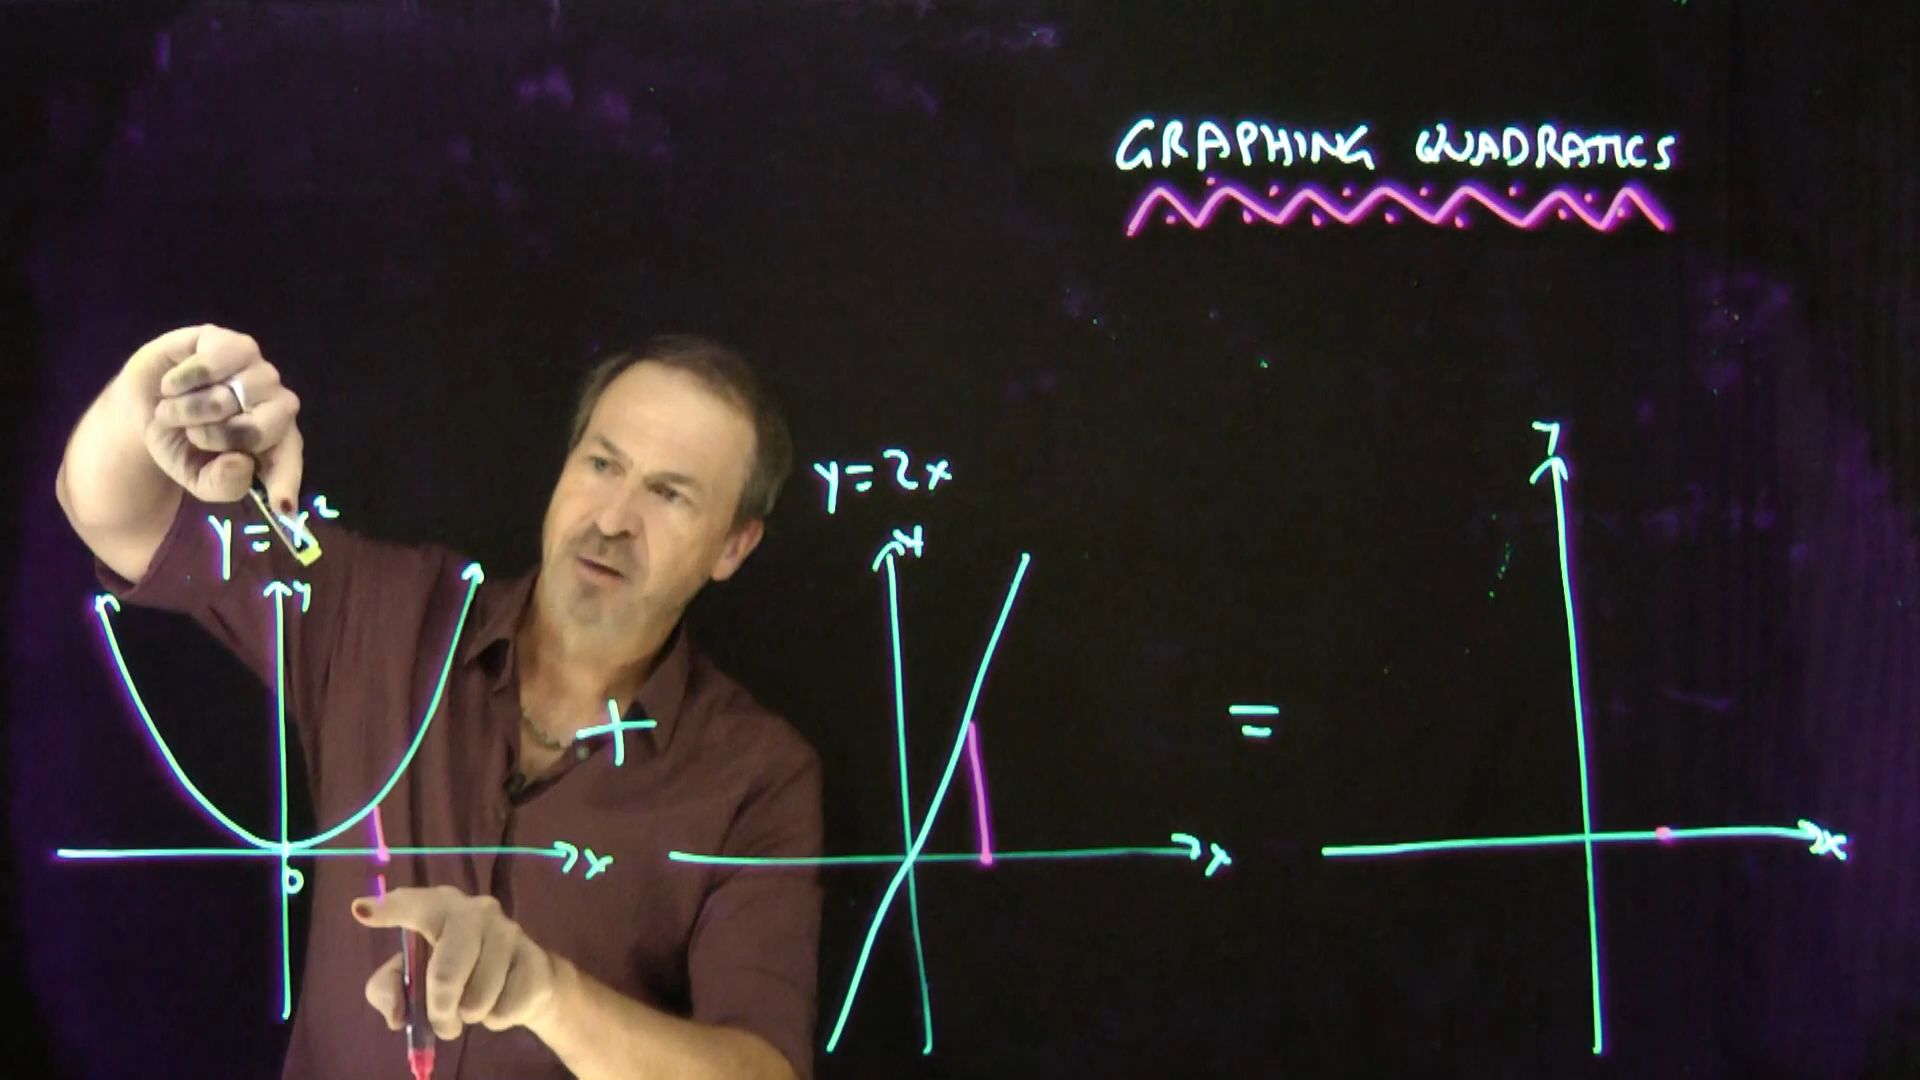 GRAPHING QUADRATICS
y = x²
y
x
0
+
y = 2x
y
x
=
y
x